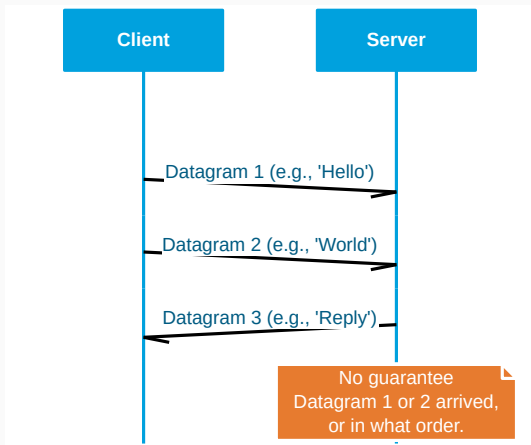 Client
Server
Datagram 1 (e.g., 'Hello')
Datagram 2 (e.g., 'World')
Datagram 3 (e.g., 'Reply')
No guarantee
Datagram 1 or 2 arrived,
or in what order.